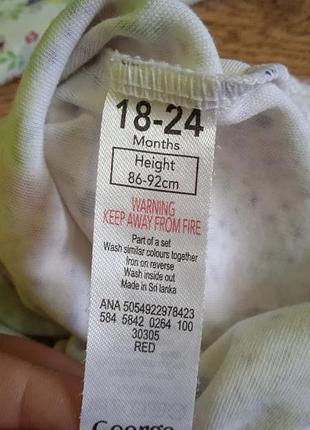 18-24
Months
Height
86-92cm
WARNING
KEEP AWAY FROM FIRE
Part of a set
Wash similar colours together
Iron on reverse
Wash inside out
Made in Sri lanka
ANA 5054922978423
584 5842 0264 100
30305
RED
George